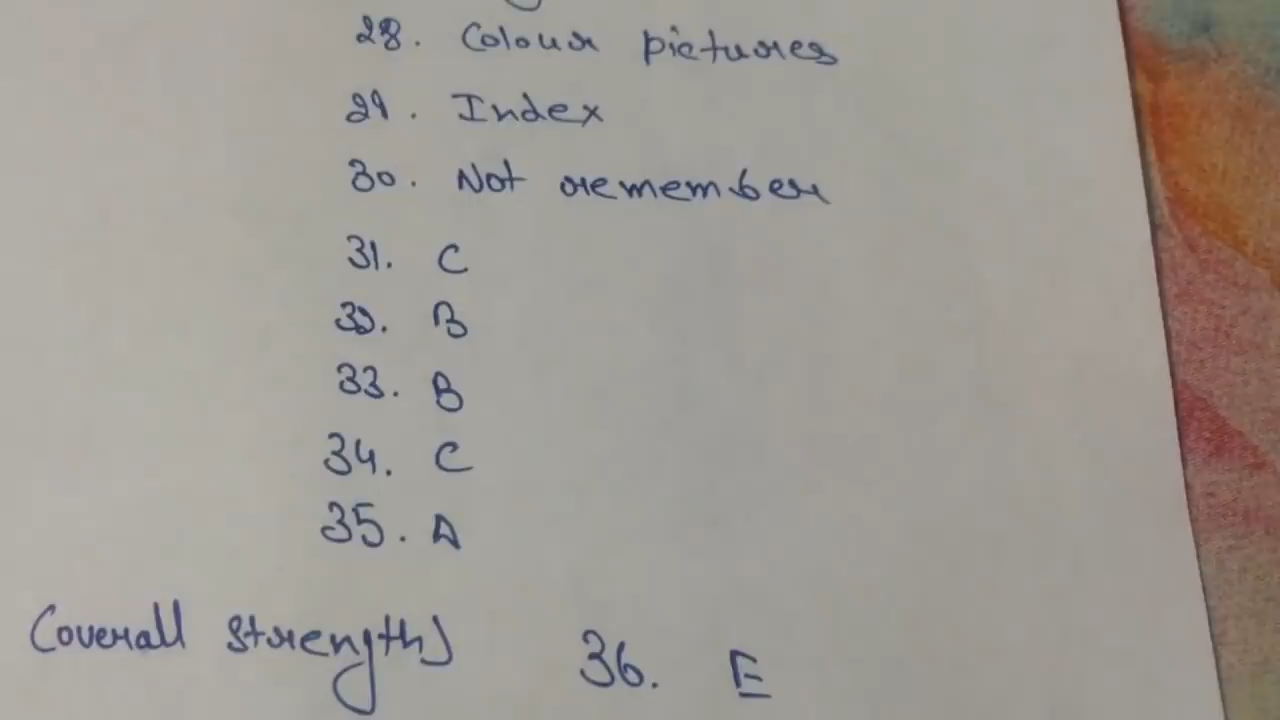 28. Colour pictures
29. Index
30. Not remember
31. C
32. B
33. B
34. C
35. A
(overall strength) 36. E